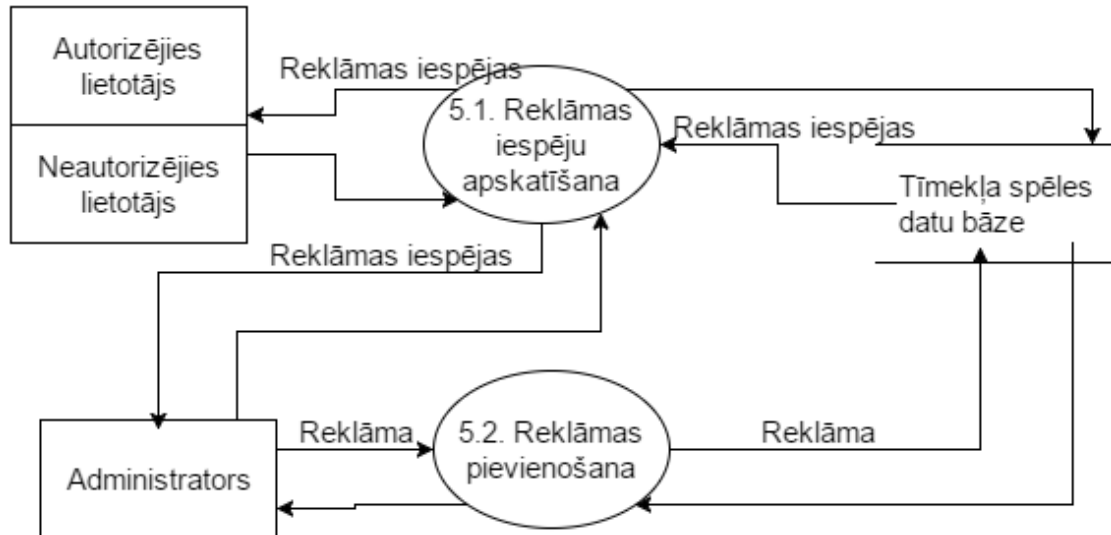 Autorizējies
lietotājs
Reklāmas iespējas
5.1. Reklāmas
iespēju
apskatīšana
Reklāmas iespējas
Neautorizējies
lietotājs
Tīmekļa spēles
datu bāze
Reklāmas iespējas
Administrators
Reklāma
5.2. Reklāmas
pievienošana
Reklāma